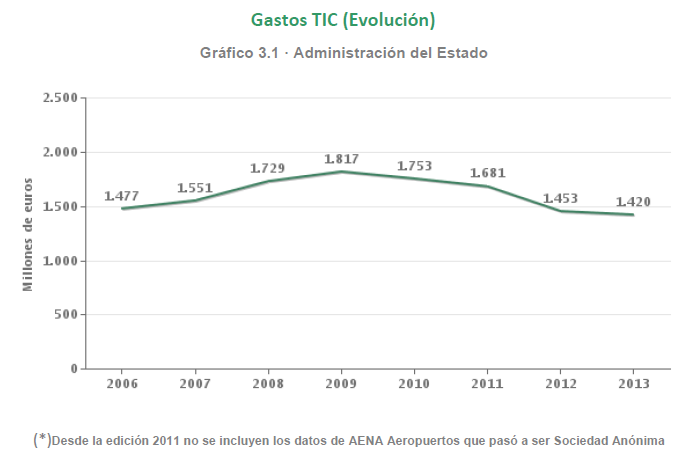 Gastos TIC (Evolución)
Gráfico 3.1 · Administración del Estado
Millones de euros
2.500
2.000
1.500
1.000
500
0
1.477
1.551
1.729
1.817
1.753
1.681
1.453
1.420
2006 2007 2008 2009 2010 2011 2012 2013
(*)Desde la edición 2011 no se incluyen los datos de AENA Aeropuertos que pasó a ser Sociedad Anónima